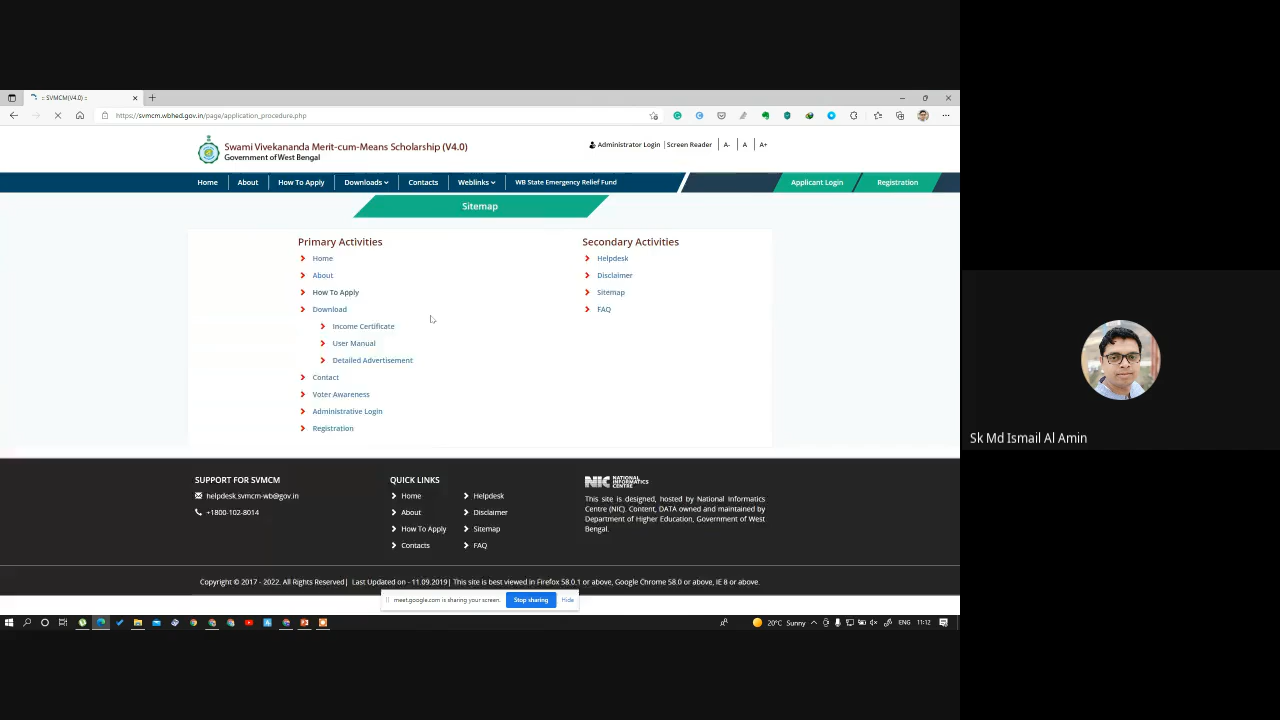 :: SVMCM(V4.0) ::
https://svmcm.wbhed.gov.in/page/application_procedure.php
Swami Vivekananda Merit-cum-Means Scholarship (V4.0)
Government of West Bengal
Administrator Login | Screen Reader | A- | A | A+
Home | About | How To Apply | Downloads | Contacts | Weblinks | WB State Emergency Relief Fund
Applicant Login
Registration
Sitemap
Primary Activities
Home
About
How To Apply
Download
Income Certificate
User Manual
Detailed Advertisement
Contact
Voter Awareness
Administrative Login
Registration
Secondary Activities
Helpdesk
Disclaimer
Sitemap
FAQ
SUPPORT FOR SVMCM
helpdesk.svmcm-wb@gov.in
+1800-102-8014
QUICK LINKS
Home
About
How To Apply
Contacts
Helpdesk
Disclaimer
Sitemap
FAQ
NIC NATIONAL INFORMATICS CENTRE
This site is designed, hosted by National Informatics
Centre (NIC). Content, DATA owned and maintained by
Department of Higher Education, Government of West
Bengal.
Copyright © 2017 - 2022. All Rights Reserved| Last Updated on - 11.09.2019| This site is best viewed in Firefox 58.0.1 or above, Google Chrome 58.0 or above, IE 8 or above.
meet.google.com is sharing your screen.
Stop sharing
Hide
20°C Sunny
ENG
11:12
Sk Md Ismail Al Amin